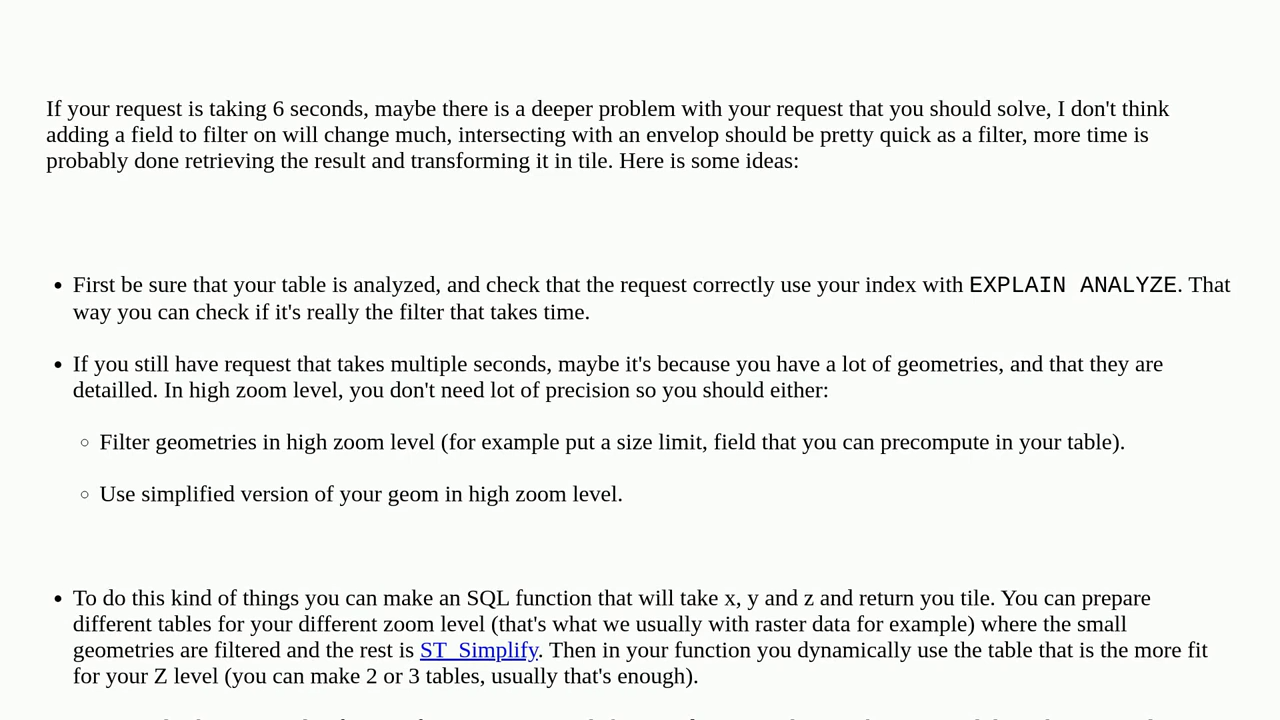 If your request is taking 6 seconds, maybe there is a deeper problem with your request that you should solve, I don't think
adding a field to filter on will change much, intersecting with an envelop should be pretty quick as a filter, more time is
probably done retrieving the result and transforming it in tile. Here is some ideas:
• First be sure that your table is analyzed, and check that the request correctly use your index with EXPLAIN ANALYZE. That
way you can check if it's really the filter that takes time.
• If you still have request that takes multiple seconds, maybe it's because you have a lot of geometries, and that they are
detailled. In high zoom level, you don't need lot of precision so you should either:
◦ Filter geometries in high zoom level (for example put a size limit, field that you can precompute in your table).
◦ Use simplified version of your geom in high zoom level.
• To do this kind of things you can make an SQL function that will take x, y and z and return you tile. You can prepare
different tables for your different zoom level (that's what we usually with raster data for example) where the small
geometries are filtered and the rest is ST_Simplify. Then in your function you dynamically use the table that is the more fit
for your Z level (you can make 2 or 3 tables, usually that's enough).